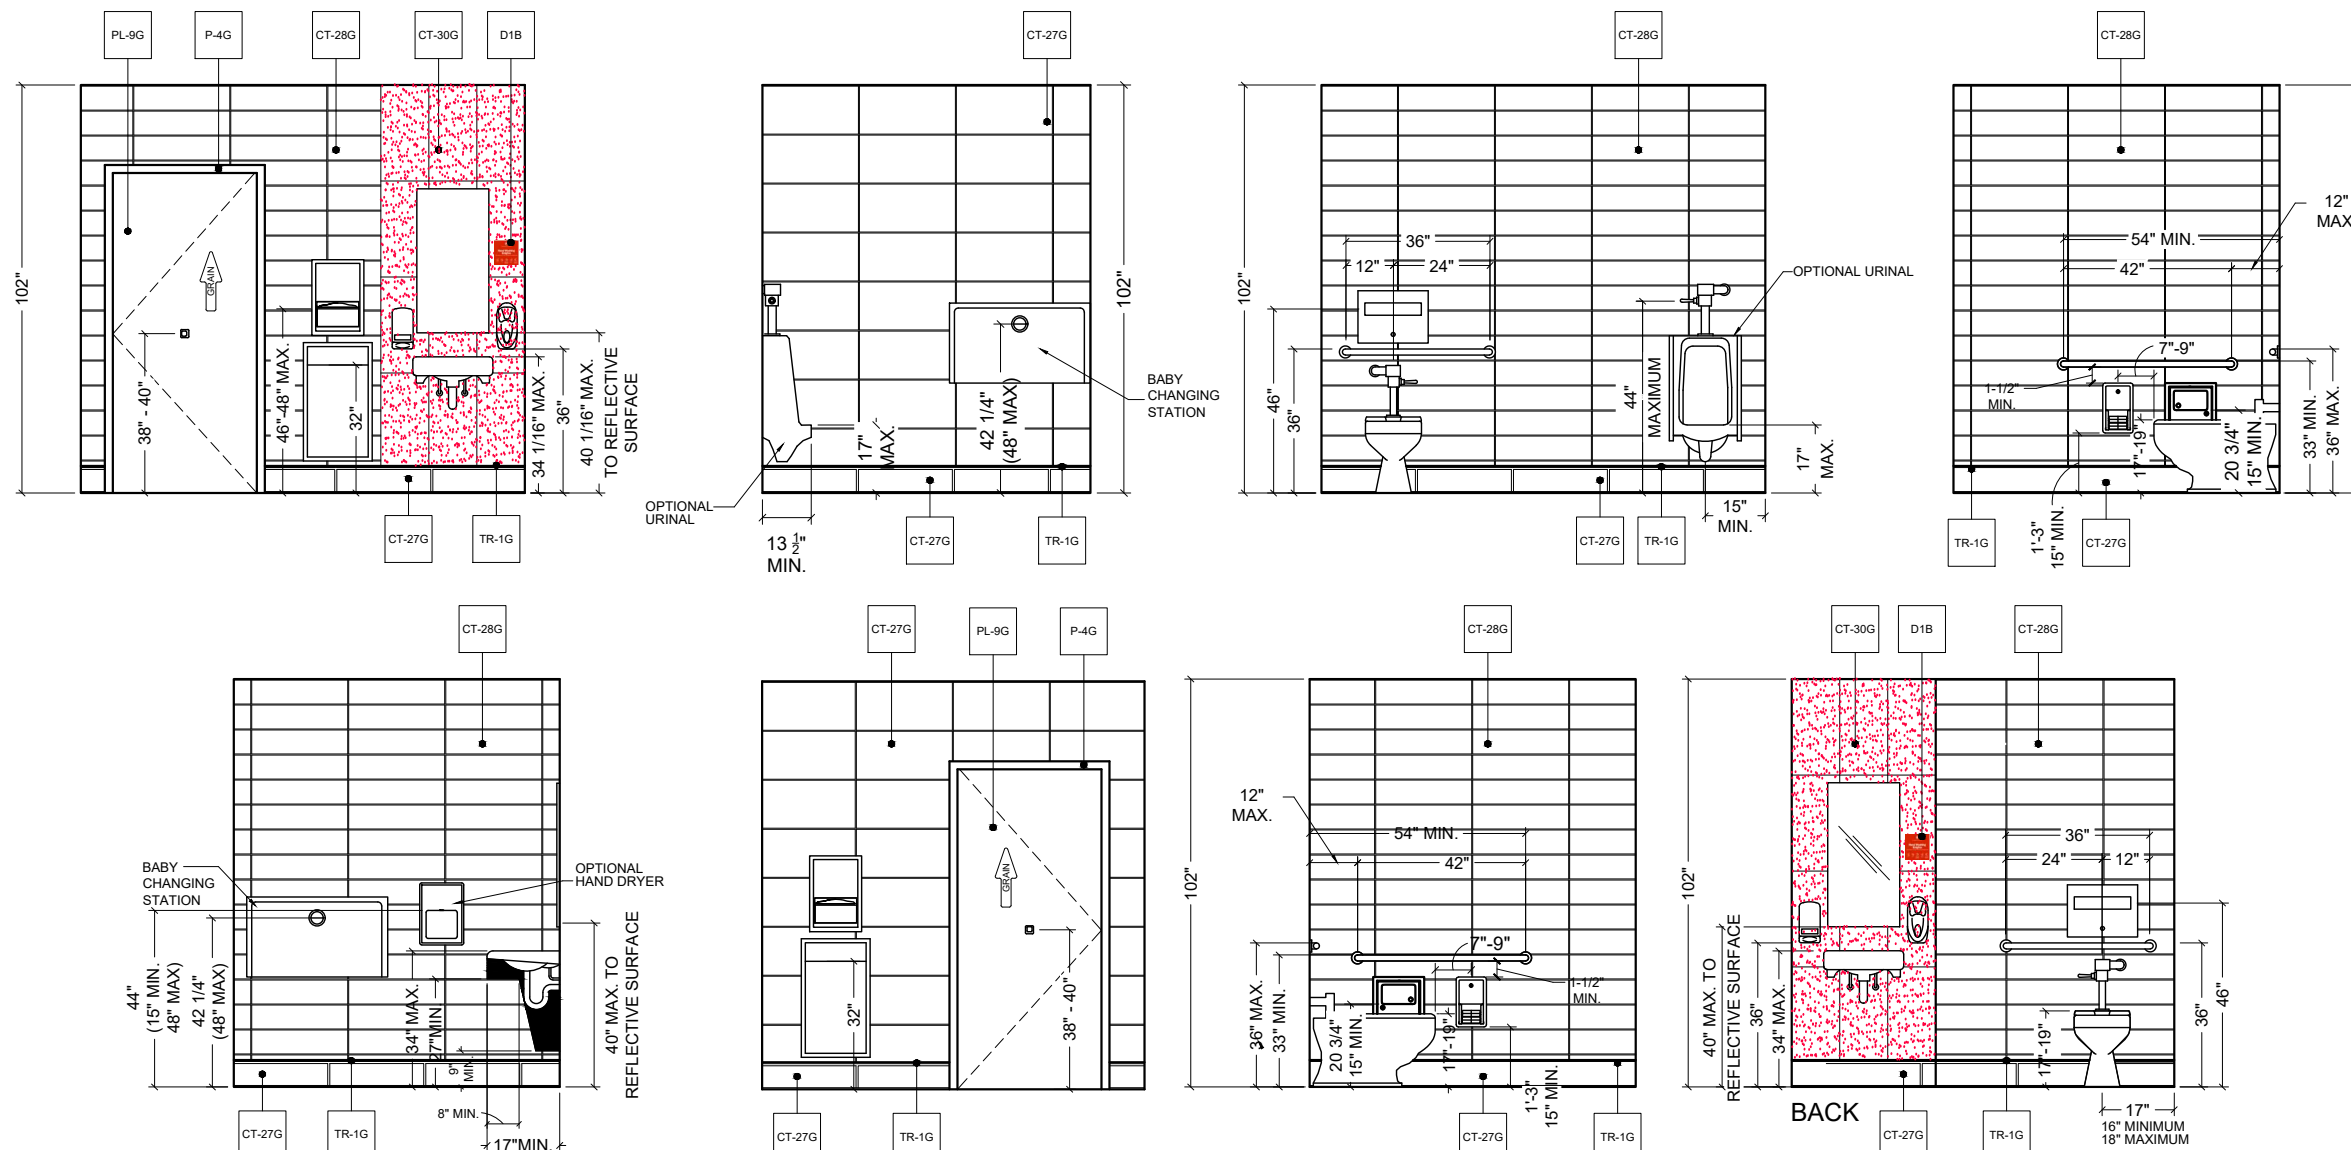 PL-9G
P-4G
CT-28G
CT-30G
D1B
102"
GRAIN
38" - 40"
46"-48" MAX.
32"
34 1/16" MAX.
36"
40 1/16" MAX.
TO REFLECTIVE
SURFACE
CT-27G
TR-1G
CT-27G
102"
BABY
CHANGING
STATION
42 1/4"
(48" MAX)
17"
MAX.
OPTIONAL
URINAL
13 1/2"
MIN.
CT-27G
TR-1G
CT-28G
102"
36"
12"
24"
OPTIONAL URINAL
46"
36"
44"
MAXIMUM
17"
MAX.
15"
MIN.
CT-27G
TR-1G
CT-28G
12"
MAX
54" MIN.
42"
7"-9"
1-1/2"
MIN.
17"-19"
20 3/4"
15" MIN.
33" MIN.
36" MAX.
1'-3"
15" MIN.
TR-1G
CT-27G
CT-28G
BABY
CHANGING
STATION
OPTIONAL
HAND DRYER
44"
(15" MIN.
48" MAX)
42 1/4"
(48" MAX)
34" MAX.
27"MIN.
9"
MIN.
40" MAX. TO
REFLECTIVE SURFACE
8" MIN.
17"MIN.
CT-27G
TR-1G
CT-27G
PL-9G
P-4G
GRAIN
32"
38" - 40"
CT-27G
TR-1G
CT-28G
102"
12"
MAX.
54" MIN.
42"
7"-9"
1-1/2"
MIN.
36" MAX.
33" MIN.
20 3/4"
15" MIN.
17"-19"
1'-3"
15" MIN.
CT-27G
TR-1G
CT-30G
D1B
CT-28G
102"
36"
24"
12"
40" MAX. TO
REFLECTIVE SURFACE
36"
34" MAX.
17"-19"
36"
46"
BACK
17"
16" MINIMUM
18" MAXIMUM
CT-27G
TR-1G